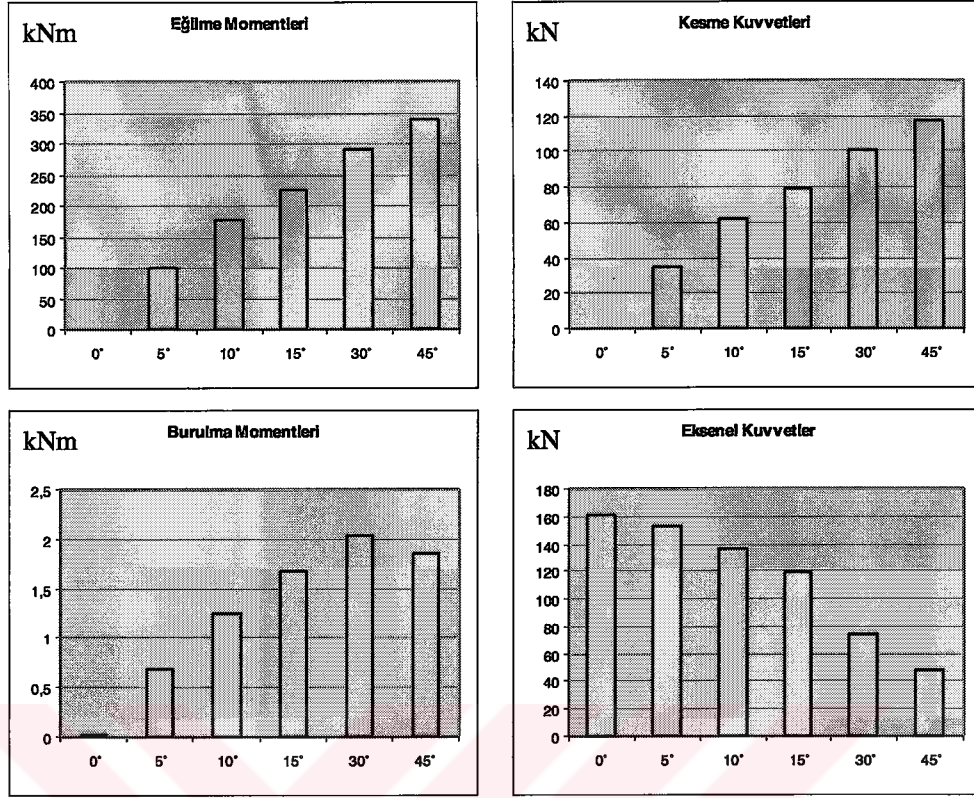 kNm
Eğilme Momentleri
400
350
300
250
200
150
100
50
0
0° 5° 10° 15° 30° 45°
kN
Kesme Kuvvetleri
140
120
100
80
60
40
20
0
0° 5° 10° 15° 30° 45°
kNm
Burulma Momentleri
2,5
2
1,5
1
0,5
0
0° 5° 10° 15° 30° 45°
kN
Eksenel Kuvvetler
180
160
140
120
100
80
60
40
20
0
0° 5° 10° 15° 30° 45°